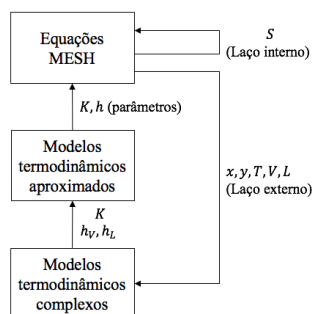 Equações
MESH
S
(Laço interno)
K, h (parâmetros)
Modelos
termodinâmicos
aproximados
x, y, T, V, L
(Laço externo)
K
h_V, h_L
Modelos
termodinâmicos
complexos